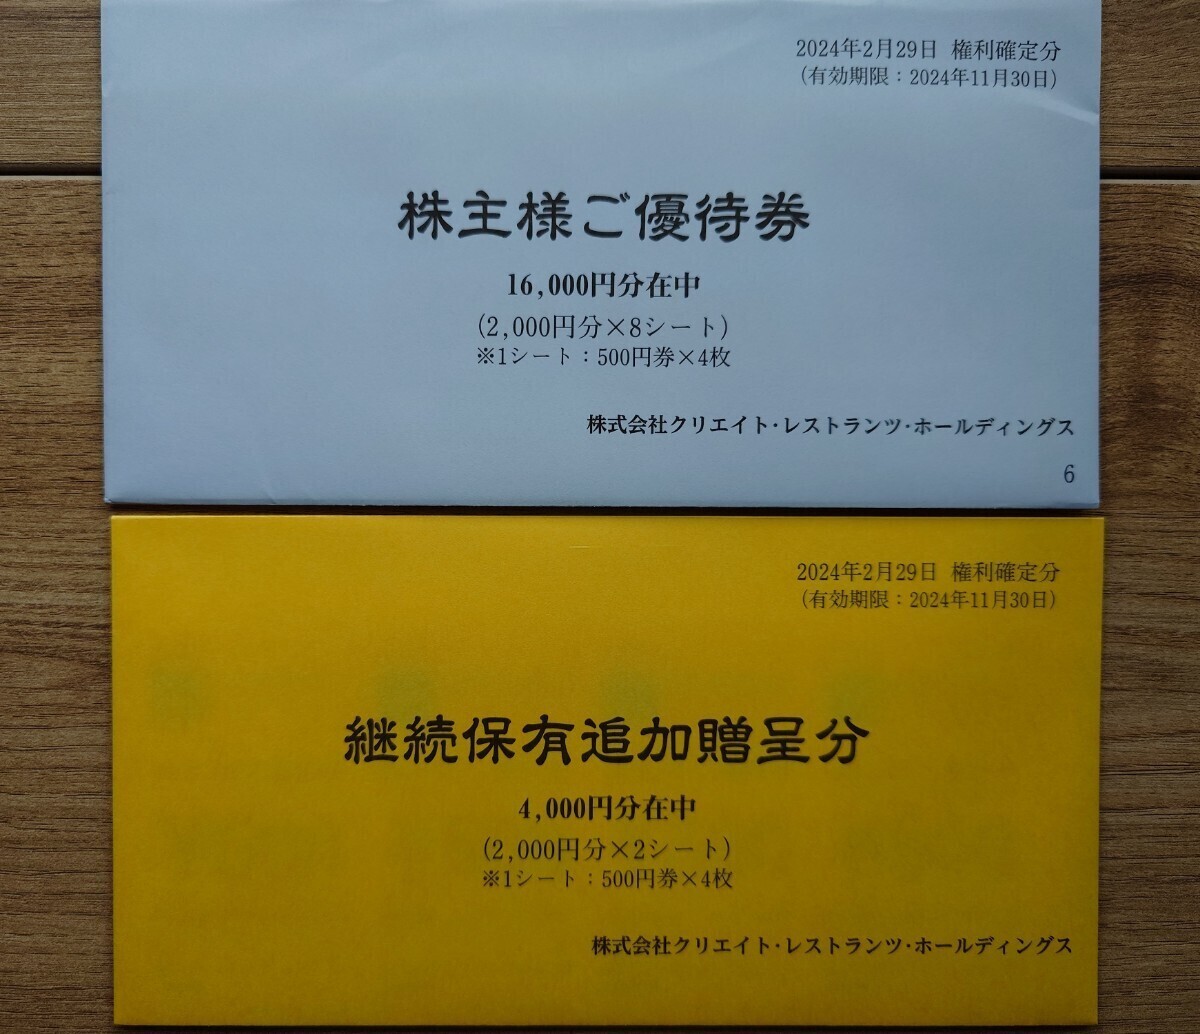 2024年2月29日 権利確定分
(有効期限：2024年11月30日)
株主様ご優待券
16,000円分在中
(2,000円分×8シート)
※1シート：500円券×4枚
株式会社クリエイト･レストランツ･ホールディングス
6
2024年2月29日 権利確定分
(有効期限：2024年11月30日)
継続保有追加贈呈分
4,000円分在中
(2,000円分×2シート)
※1シート：500円券×4枚
株式会社クリエイト･レストランツ･ホールディングス